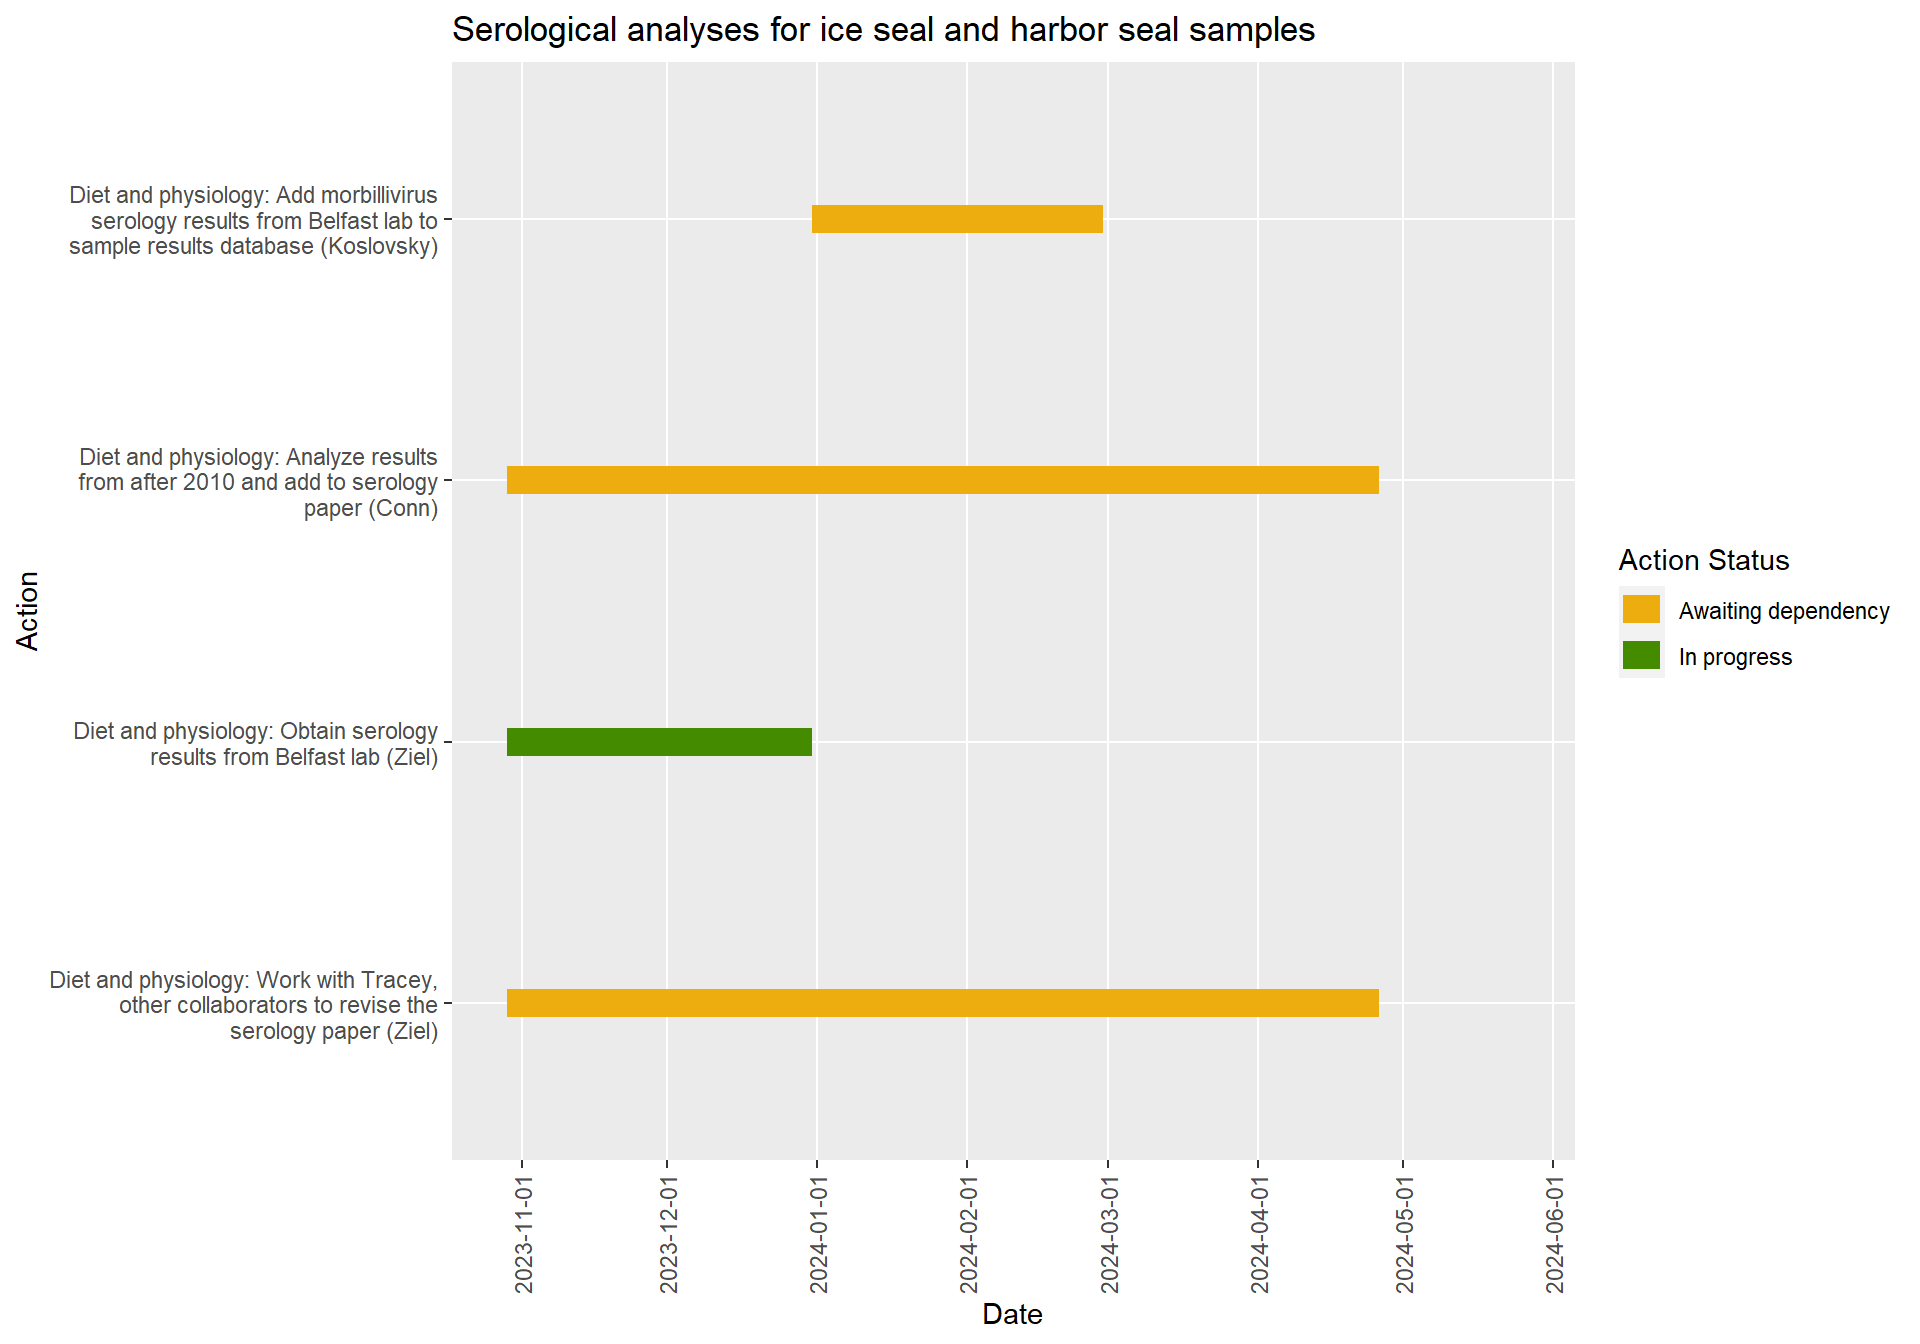 Serological analyses for ice seal and harbor seal samples
Action
Diet and physiology: Add morbillivirus
serology results from Belfast lab to
sample results database (Koslovsky)
Diet and physiology: Analyze results
from after 2010 and add to serology
paper (Conn)
Diet and physiology: Obtain serology
results from Belfast lab (Ziel)
Diet and physiology: Work with Tracey,
other collaborators to revise the
serology paper (Ziel)
2023-11-01
2023-12-01
2024-01-01
2024-02-01
2024-03-01
2024-04-01
2024-05-01
2024-06-01
Date
Action Status
Awaiting dependency
In progress